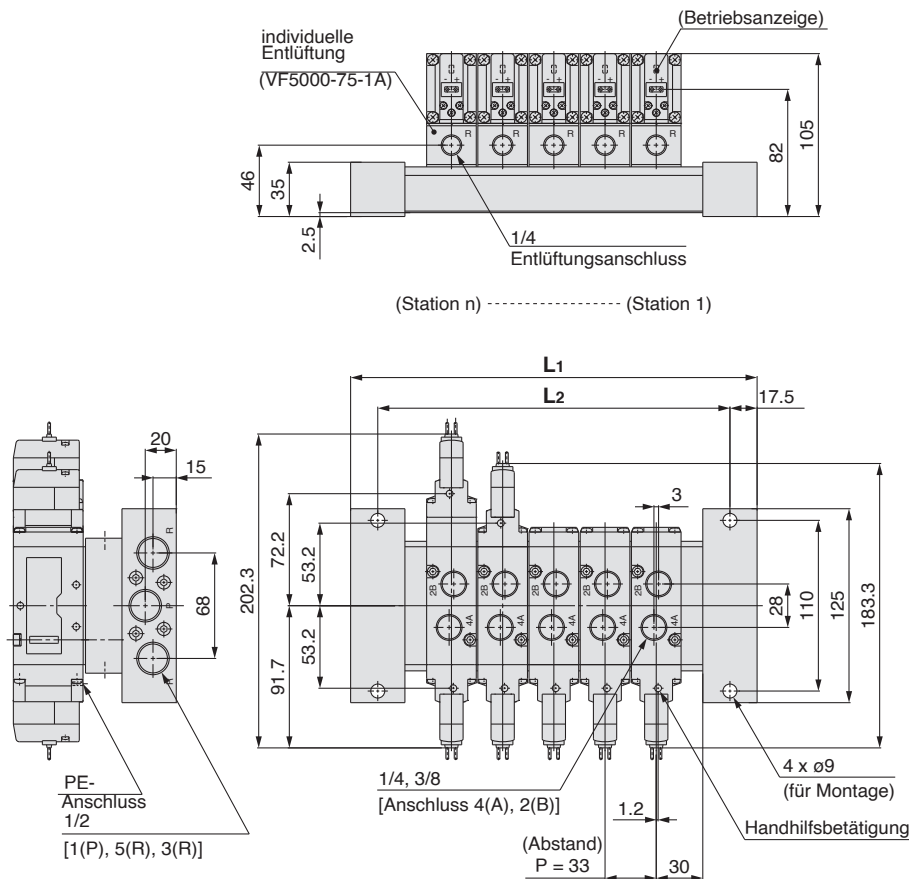 (Betriebsanzeige)
individuelle
Entlüftung
(VF5000-75-1A)
- +
- +
- +
- +
- +
R
R
R
R
R
46
35
2.5
82
105
1/4
Entlüftungsanschluss
(Station n) (Station 1)
L1
L2
17.5
20
15
3
R
P
R
68
202.3
72.2
53.2
53.2
91.7
2B
2B
2B
2B
2B
4A
4A
4A
4A
4A
28
110
125
183.3
PE-
Anschluss
1/2
[1(P), 5(R), 3(R)]
1/4, 3/8
[Anschluss 4(A), 2(B)]
1.2
4 x ø9
(für Montage)
Handhilfsbetätigung
(Abstand)
P = 33
30